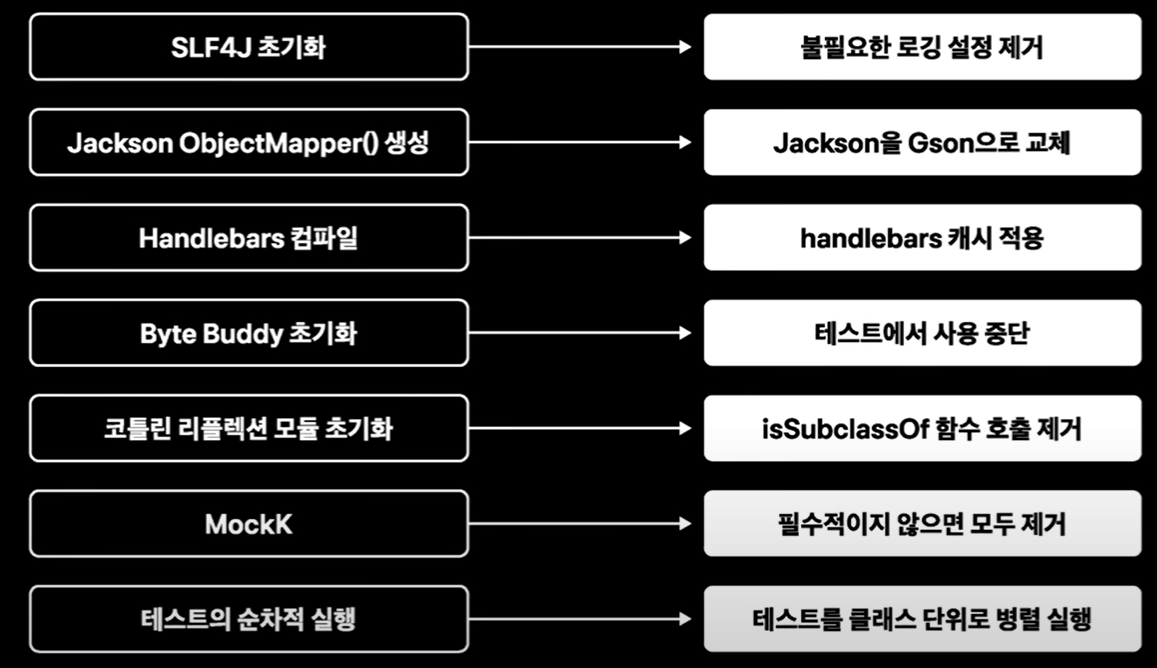 SLF4J 초기화
불필요한 로깅 설정 제거
Jackson ObjectMapper() 생성
Jackson을 Gson으로 교체
Handlebars 컴파일
handlebars 캐시 적용
Byte Buddy 초기화
테스트에서 사용 중단
코틀린 리플렉션 모듈 초기화
isSubclassOf 함수 호출 제거
MockK
필수적이지 않으면 모두 제거
테스트의 순차적 실행
테스트를 클래스 단위로 병렬 실행